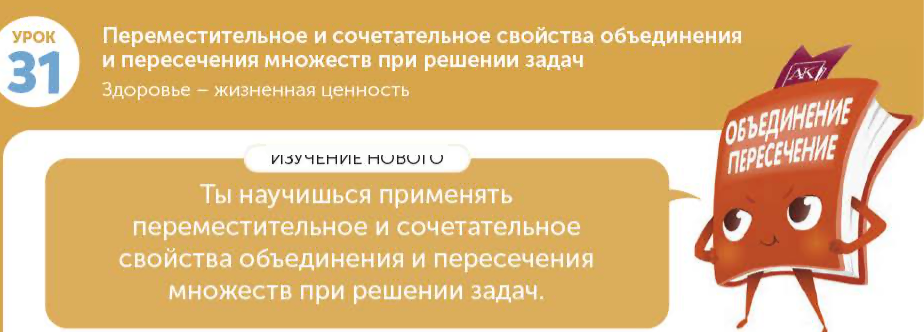 УРОК
31
Переместительное и сочетательное свойства объединения
и пересечения множеств при решении задач
Здоровье – жизненная ценность
ИЗУЧЕНИЕ НОВОГО
Ты научишься применять
переместительное и сочетательное
свойства объединения и пересечения
множеств при решении задач.
АК
ОБЪЕДИНЕНИЕ
ПЕРЕСЕЧЕНИЕ